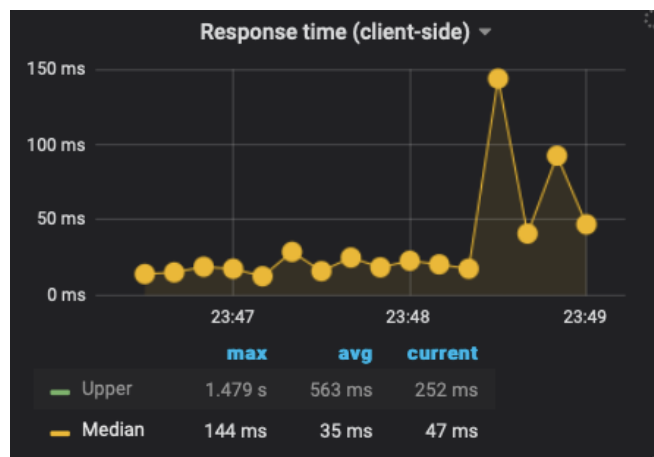 Response time (client-side)
150 ms
100 ms
50 ms
0 ms
23:47 23:48 23:49
max avg current
Upper 1.479 s 563 ms 252 ms
Median 144 ms 35 ms 47 ms